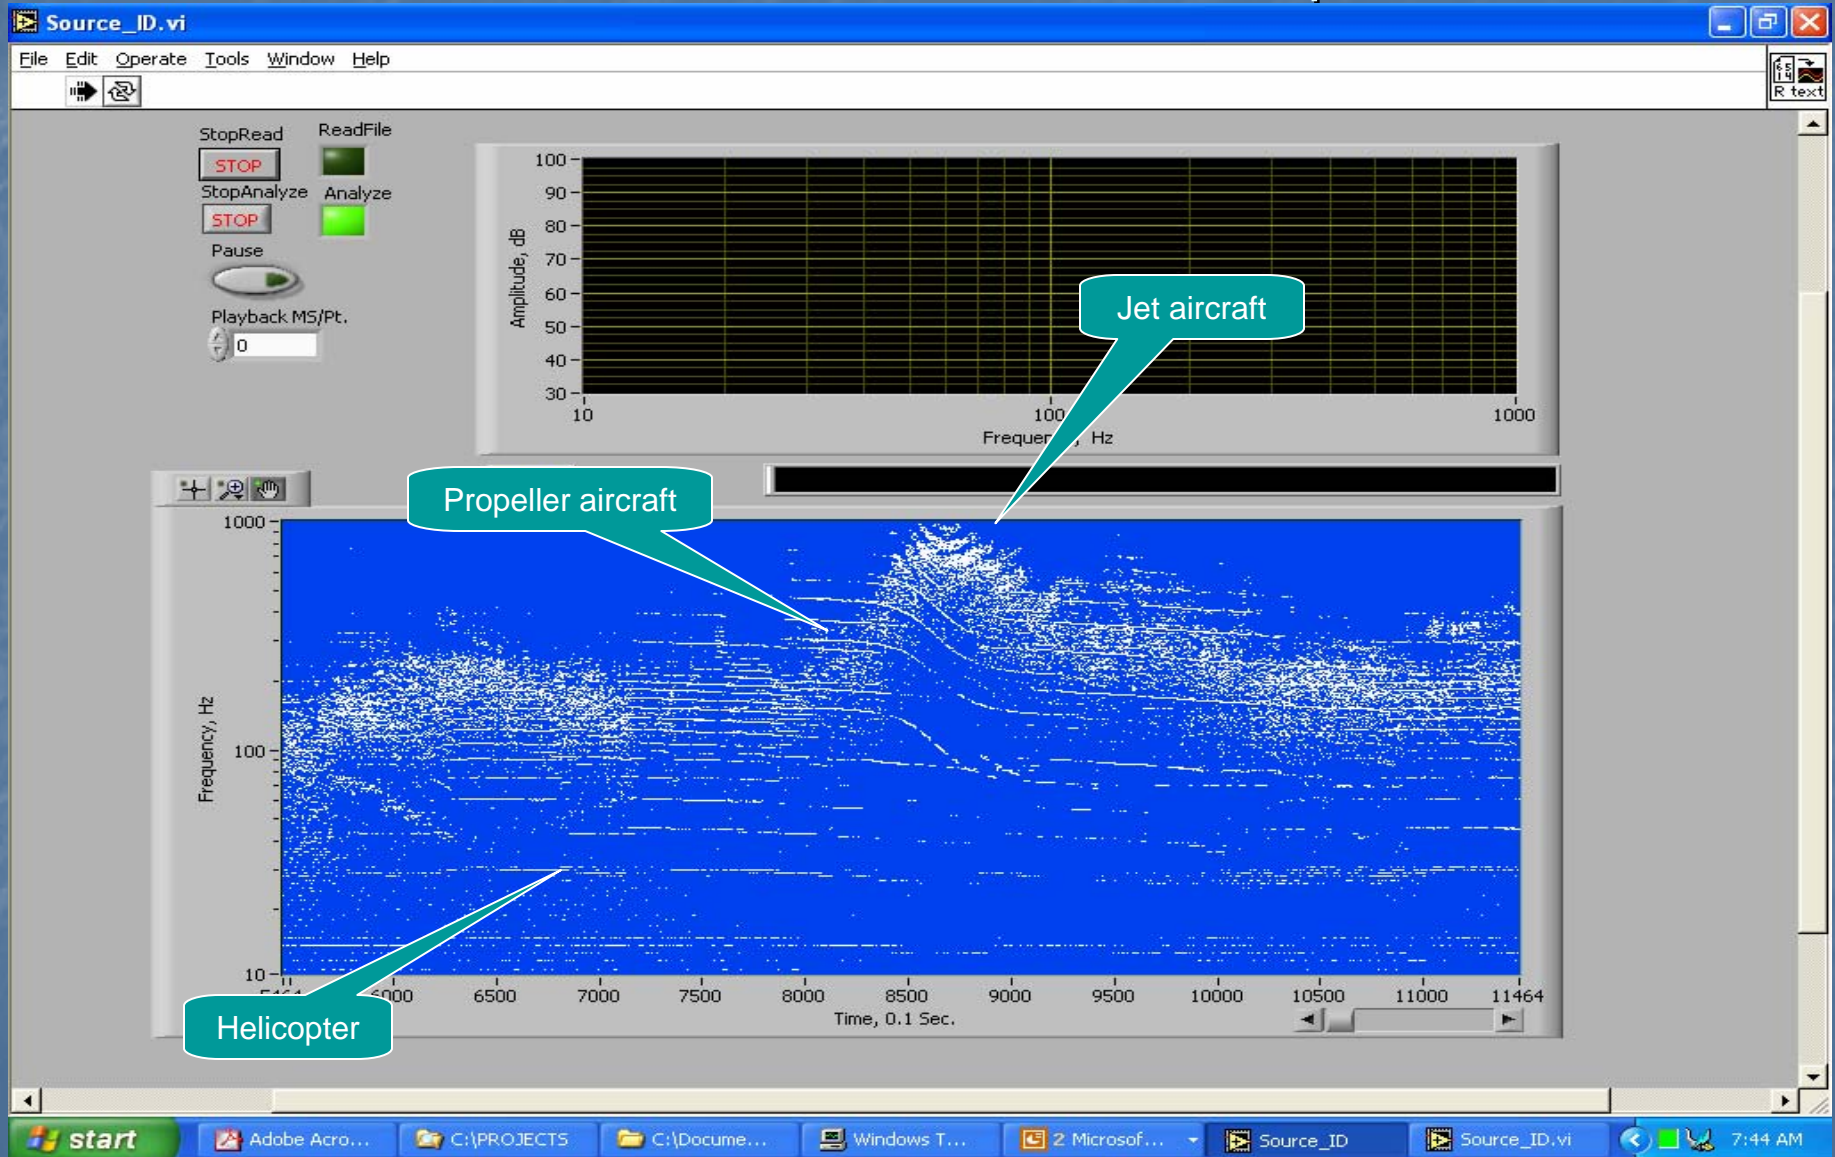 Source_ID.vi
File Edit Operate Tools Window Help
R text
StopRead ReadFile
STOP
StopAnalyze Analyze
STOP
Pause
Playback MS/Pt.
0
100
90
80
70
60
50
40
30
Amplitude, dB
10 100 1000
Hz
Jet aircraft
Propeller aircraft
1000
100
10
Frequency, Hz
6500 7000 7500 8000 8500 9000 9500 10000 10500 11000 11464
Time, 0.1 Sec.
Helicopter
start Adobe Acro... C:\PROJECTS C:\Docume... Windows T... 2 Microsof... Source_ID Source_ID.vi 7:44 AM